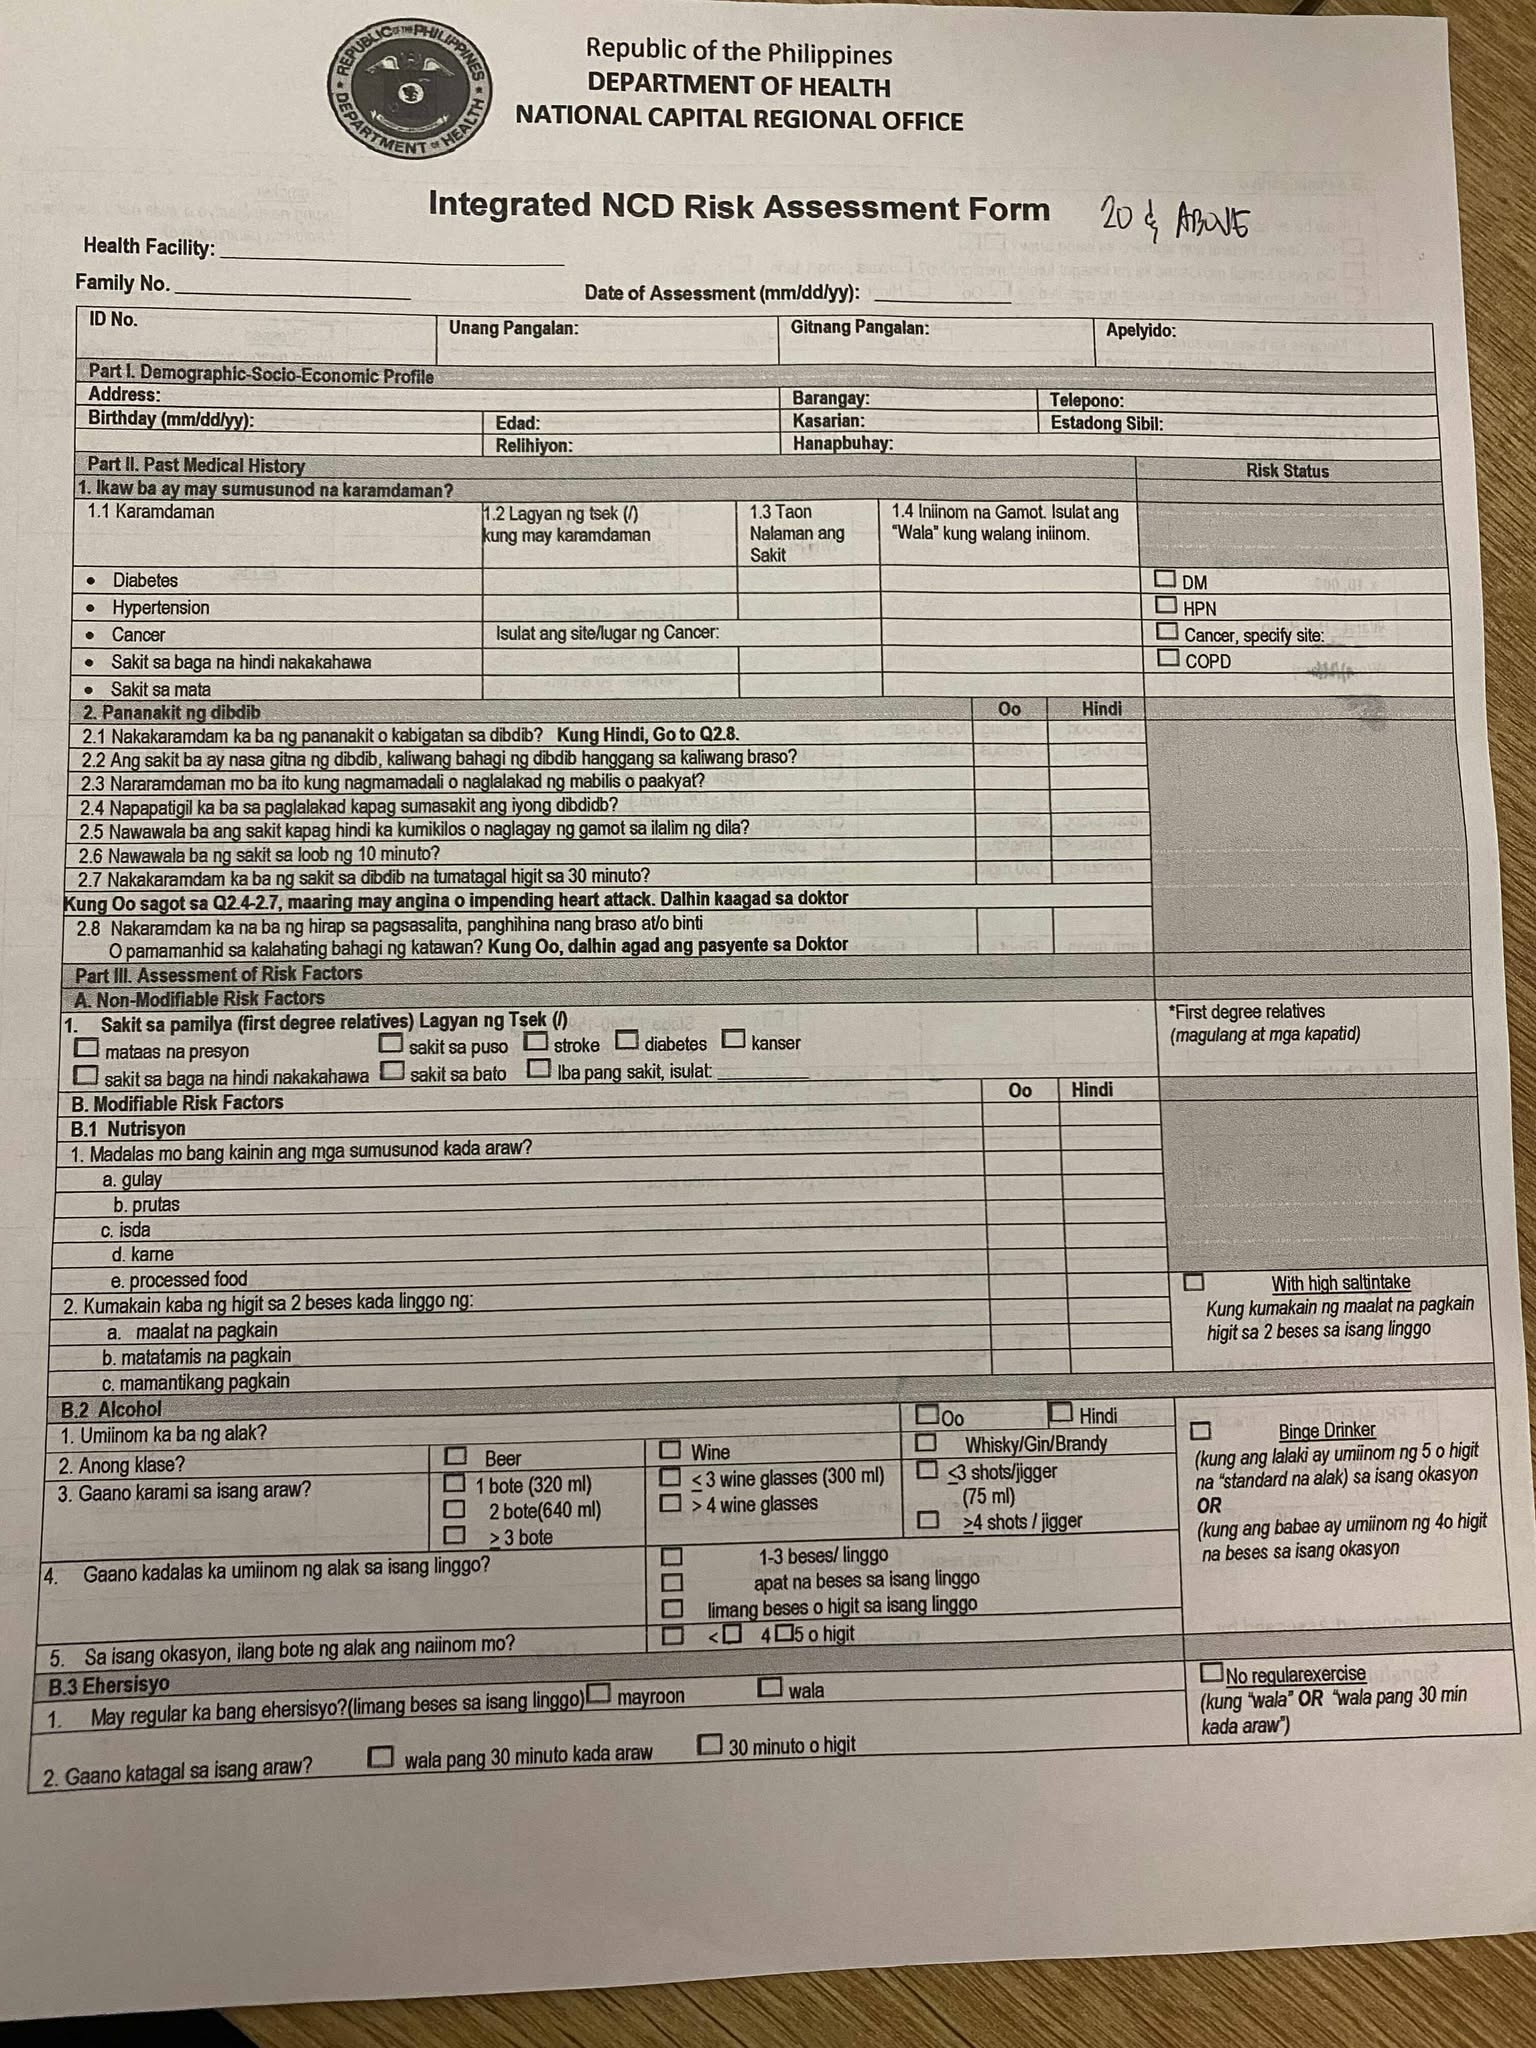 REPUBLIC OF THE PHILIPPINES
DEPARTMENT OF HEALTH
Republic of the Philippines
DEPARTMENT OF HEALTH
NATIONAL CAPITAL REGIONAL OFFICE
Integrated NCD Risk Assessment Form 20 & ABOVE
Health Facility:
Family No. Date of Assessment (mm/dd/yy):
ID No. Unang Pangalan: Gitnang Pangalan: Apelyido:
Part I. Demographic-Socio-Economic Profile
Address: Barangay: Telepono:
Birthday (mm/dd/yy): Edad: Kasarian: Estadong Sibil:
Relihiyon: Hanapbuhay:
Part II. Past Medical History Risk Status
1. Ikaw ba ay may sumusunod na karamdaman?
1.1 Karamdaman 1.2 Lagyan ng tsek (/) 1.3 Taon 1.4 Iniinom na Gamot. Isulat ang
kung may karamdaman Nalaman ang "Wala" kung walang iniinom.
Sakit
• Diabetes DM
• Hypertension HPN
• Cancer Isulat ang site/lugar ng Cancer: Cancer, specify site:
• Sakit sa baga na hindi nakakahawa COPD
• Sakit sa mata
2. Pananakit ng dibdib Oo Hindi
2.1 Nakakaramdam ka ba ng pananakit o kabigatan sa dibdib? Kung Hindi, Go to Q2.8.
2.2 Ang sakit ba ay nasa gitna ng dibdib, kaliwang bahagi ng dibdib hanggang sa kaliwang braso?
2.3 Nararamdaman mo ba ito kung nagmamadali o naglalakad ng mabilis o paakyat?
2.4 Napapatigil ka ba sa paglalakad kapag sumasakit ang iyong dibdidb?
2.5 Nawawala ba ang sakit kapag hindi ka kumikilos o naglagay ng gamot sa ilalim ng dila?
2.6 Nawawala ba ng sakit sa loob ng 10 minuto?
2.7 Nakakaramdam ka ba ng sakit sa dibdib na tumatagal higit sa 30 minuto?
Kung Oo sagot sa Q2.4-2.7, maaring may angina o impending heart attack. Dalhin kaagad sa doktor
2.8 Nakaramdam ka na ba ng hirap sa pagsasalita, panghihina nang braso at/o binti
O pamamanhid sa kalahating bahagi ng katawan? Kung Oo, dalhin agad ang pasyente sa Doktor
Part III. Assessment of Risk Factors
A. Non-Modifiable Risk Factors
1. Sakit sa pamilya (first degree relatives) Lagyan ng Tsek (/) *First degree relatives
mataas na presyon sakit sa puso stroke diabetes kanser (magulang at mga kapatid)
sakit sa baga na hindi nakakahawa sakit sa bato Iba pang sakit, isulat:
B. Modifiable Risk Factors Oo Hindi
B.1 Nutrisyon
1. Madalas mo bang kainin ang mga sumusunod kada araw?
a. gulay
b. prutas
c. isda
d. karne
e. processed food
2. Kumakain kaba ng higit sa 2 beses kada linggo ng: With high saltintake
a. maalat na pagkain Kung kumakain ng maalat na pagkain
b. matatamis na pagkain higit sa 2 beses sa isang linggo
c. mamantikang pagkain
B.2 Alcohol
1. Umiinom ka ba ng alak? Oo Hindi
2. Anong klase? Beer Wine Whisky/Gin/Brandy
3. Gaano karami sa isang araw? 1 bote (320 ml) ≤ 3 wine glasses (300 ml) ≤3 shots/jigger
(75 ml)
2 bote(640 ml) > 4 wine glasses
≥ 3 bote ≥4 shots / jigger
Binge Drinker
(kung ang lalaki ay umiinom ng 5 o higit
na "standard na alak) sa isang okasyon
OR
(kung ang babae ay umiinom ng 4o higit
na beses sa isang okasyon
4. Gaano kadalas ka umiinom ng alak sa isang linggo? 1-3 beses/ linggo
apat na beses sa isang linggo
limang beses o higit sa isang linggo
5. Sa isang okasyon, ilang bote ng alak ang naiinom mo? < 4 5 o higit
B.3 Ehersisyo
1. May regular ka bang ehersisyo?(limang beses sa isang linggo) mayroon wala
2. Gaano katagal sa isang araw? wala pang 30 minuto kada araw 30 minuto o higit
No regularexercise
(kung "wala" OR "wala pang 30 min
kada araw")